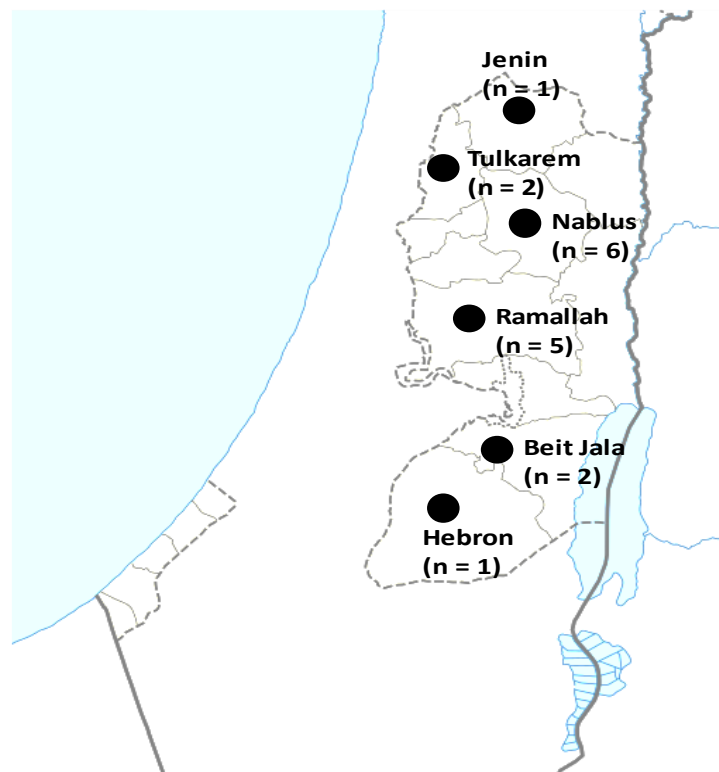 Jenin
(n = 1)
Tulkarem
(n = 2)
Nablus
(n = 6)
Ramallah
(n = 5)
Beit Jala
(n = 2)
Hebron
(n = 1)